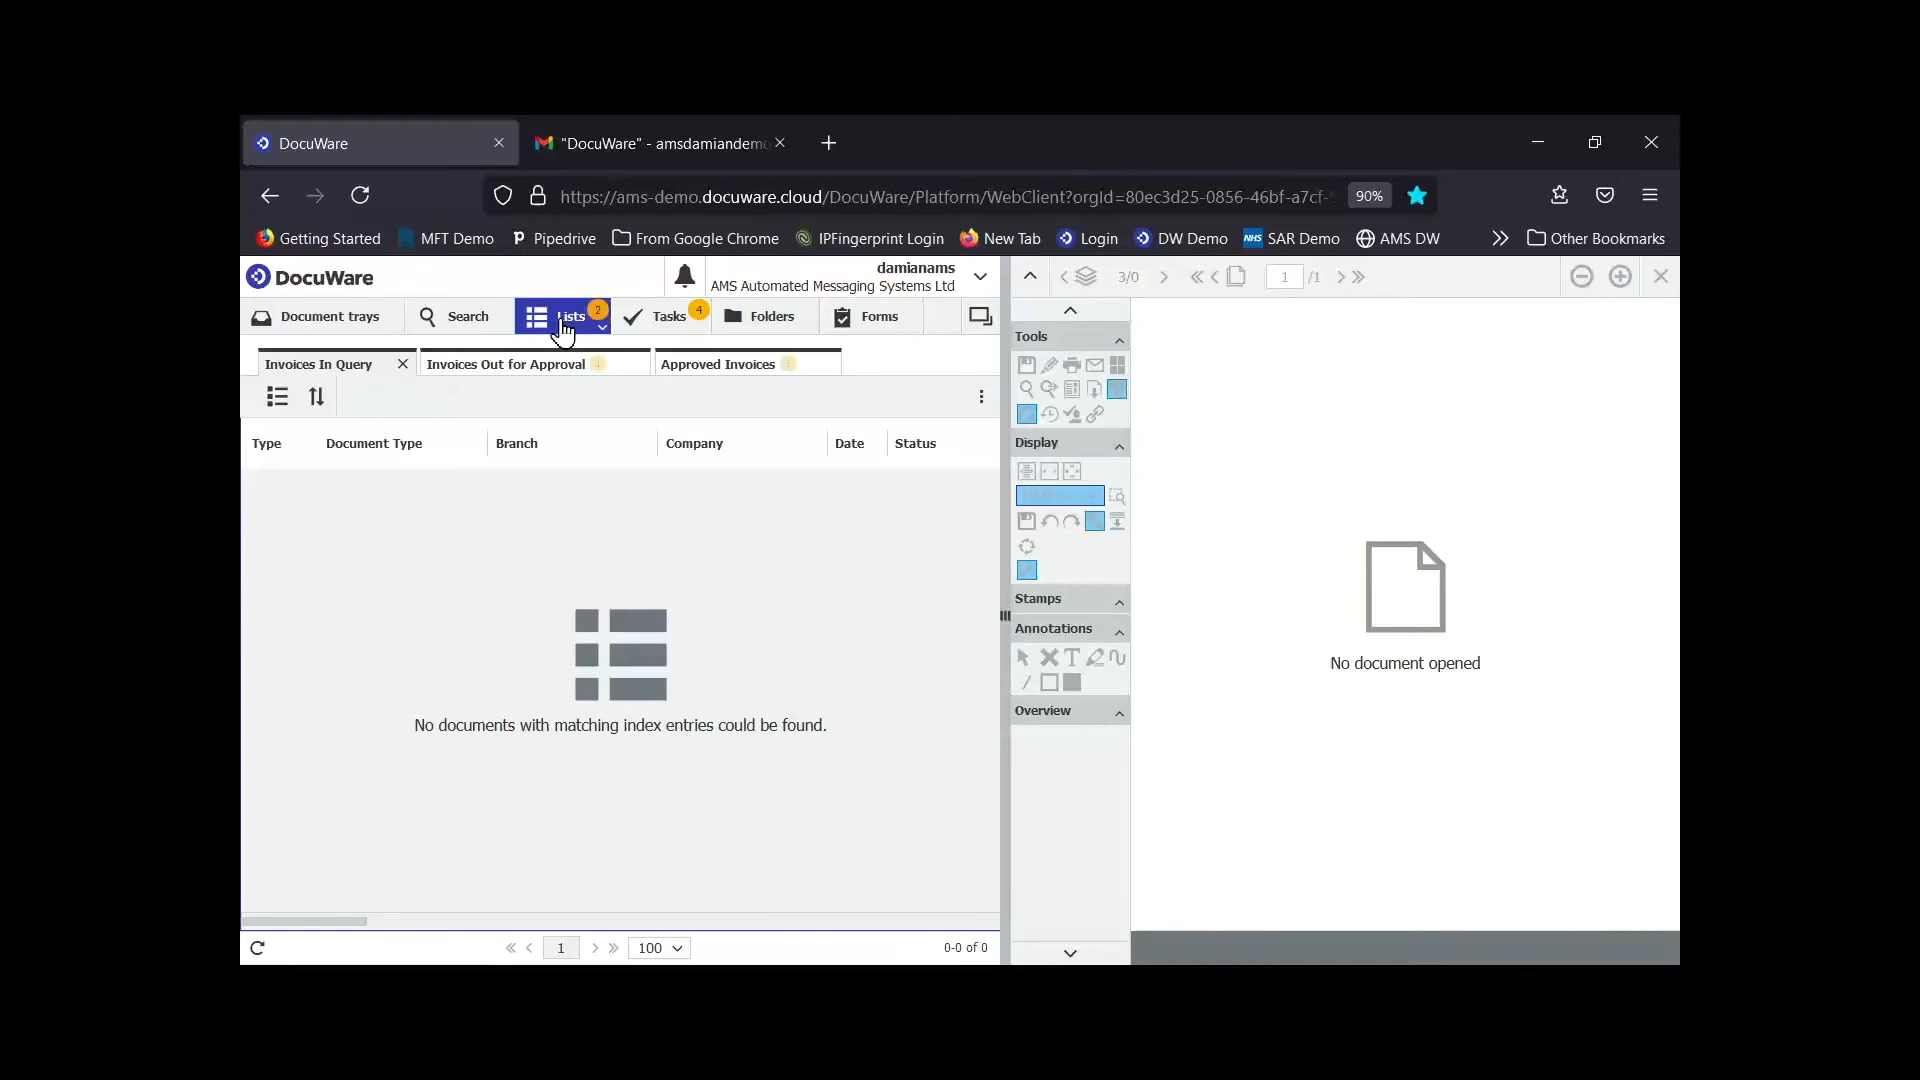 DocuWare
"DocuWare" - amsdamiandemo
https://ams-demo.docuware.cloud/DocuWare/Platform/WebClient?orgId=80ec3d25-0856-46bf-a7cf-
90%
Getting Started
MFT Demo
Pipedrive
From Google Chrome
IPFingerprint Login
New Tab
Login
DW Demo
NHS
SAR Demo
AMS DW
Other Bookmarks
DocuWare
damianams
AMS Automated Messaging Systems Ltd
3/0
1 /1
Document trays
Search
Lists 2
Tasks 4
Folders
Forms
Invoices In Query
Invoices Out for Approval 1
Approved Invoices 1
Type
Document Type
Branch
Company
Date
Status
No documents with matching index entries could be found.
1
100
0-0 of 0
Tools
Display
Stamps
Annotations
Overview
No document opened